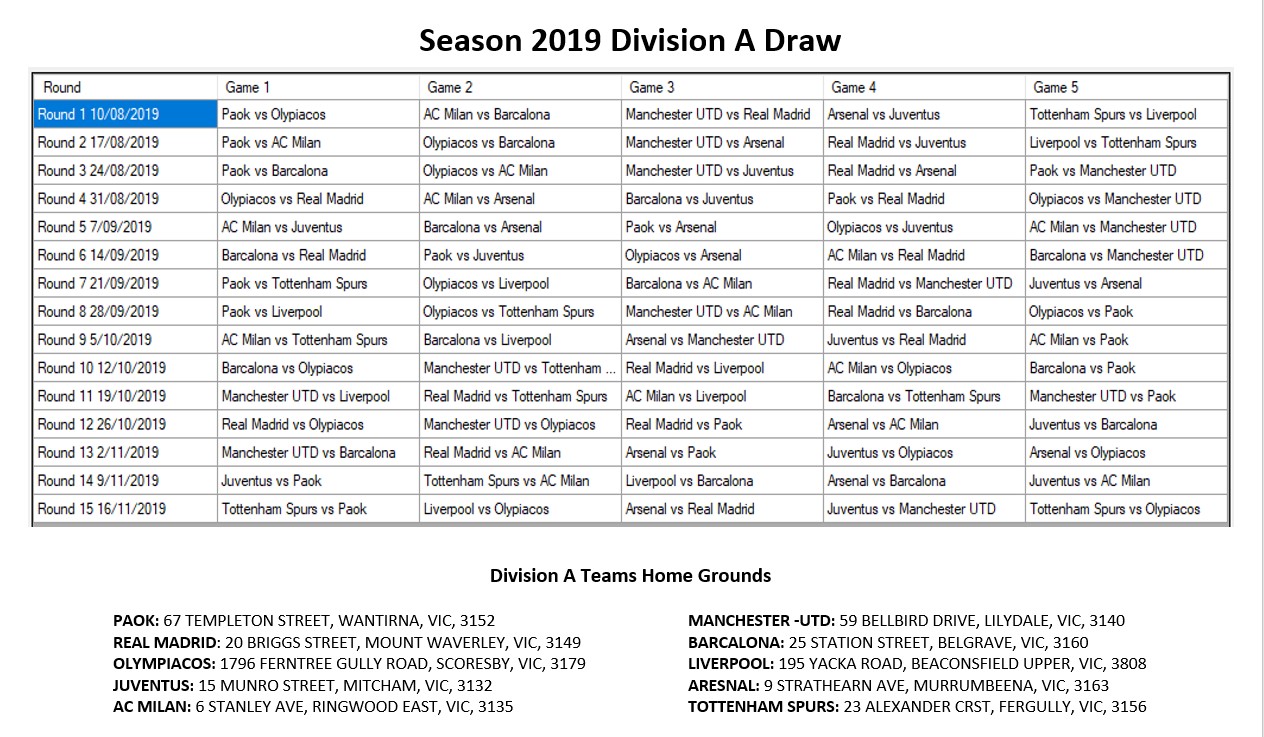 Season 2019 Division A Draw
Round Game 1 Game 2 Game 3 Game 4 Game 5
Round 1 10/08/2019 Paok vs Olypiacos AC Milan vs Barcalona Manchester UTD vs Real Madrid Arsenal vs Juventus Tottenham Spurs vs Liverpool
Round 2 17/08/2019 Paok vs AC Milan Olypiacos vs Barcalona Manchester UTD vs Arsenal Real Madrid vs Juventus Liverpool vs Tottenham Spurs
Round 3 24/08/2019 Paok vs Barcalona Olypiacos vs AC Milan Manchester UTD vs Juventus Real Madrid vs Arsenal Paok vs Manchester UTD
Round 4 31/08/2019 Olypiacos vs Real Madrid AC Milan vs Arsenal Barcalona vs Juventus Paok vs Real Madrid Olypiacos vs Manchester UTD
Round 5 7/09/2019 AC Milan vs Juventus Barcalona vs Arsenal Paok vs Arsenal Olypiacos vs Juventus AC Milan vs Manchester UTD
Round 6 14/09/2019 Barcalona vs Real Madrid Paok vs Juventus Olypiacos vs Arsenal AC Milan vs Real Madrid Barcalona vs Manchester UTD
Round 7 21/09/2019 Paok vs Tottenham Spurs Olypiacos vs Liverpool Barcalona vs AC Milan Real Madrid vs Manchester UTD Juventus vs Arsenal
Round 8 28/09/2019 Paok vs Liverpool Olypiacos vs Tottenham Spurs Manchester UTD vs AC Milan Real Madrid vs Barcalona Olypiacos vs Paok
Round 9 5/10/2019 AC Milan vs Tottenham Spurs Barcalona vs Liverpool Arsenal vs Manchester UTD Juventus vs Real Madrid AC Milan vs Paok
Round 10 12/10/2019 Barcalona vs Olypiacos Manchester UTD vs Tottenham ... Real Madrid vs Liverpool AC Milan vs Olypiacos Barcalona vs Paok
Round 11 19/10/2019 Manchester UTD vs Liverpool Real Madrid vs Tottenham Spurs AC Milan vs Liverpool Barcalona vs Tottenham Spurs Manchester UTD vs Paok
Round 12 26/10/2019 Real Madrid vs Olypiacos Manchester UTD vs Olypiacos Real Madrid vs Paok Arsenal vs AC Milan Juventus vs Barcalona
Round 13 2/11/2019 Manchester UTD vs Barcalona Real Madrid vs AC Milan Arsenal vs Paok Juventus vs Olypiacos Arsenal vs Olypiacos
Round 14 9/11/2019 Juventus vs Paok Tottenham Spurs vs AC Milan Liverpool vs Barcalona Arsenal vs Barcalona Juventus vs AC Milan
Round 15 16/11/2019 Tottenham Spurs vs Paok Liverpool vs Olypiacos Arsenal vs Real Madrid Juventus vs Manchester UTD Tottenham Spurs vs Olypiacos
Division A Teams Home Grounds
PAOK: 67 TEMPLETON STREET, WANTIRNA, VIC, 3152
REAL MADRID: 20 BRIGGS STREET, MOUNT WAVERLEY, VIC, 3149
OLYMPIACOS: 1796 FERNTREE GULLY ROAD, SCORESBY, VIC, 3179
JUVENTUS: 15 MUNRO STREET, MITCHAM, VIC, 3132
AC MILAN: 6 STANLEY AVE, RINGWOOD EAST, VIC, 3135
MANCHESTER -UTD: 59 BELLBIRD DRIVE, LILYDALE, VIC, 3140
BARCALONA: 25 STATION STREET, BELGRAVE, VIC, 3160
LIVERPOOL: 195 YACKA ROAD, BEACONSFIELD UPPER, VIC, 3808
ARESNAL: 9 STRATHEARN AVE, MURRUMBEENA, VIC, 3163
TOTTENHAM SPURS: 23 ALEXANDER CRST, FERGULLY, VIC, 3156